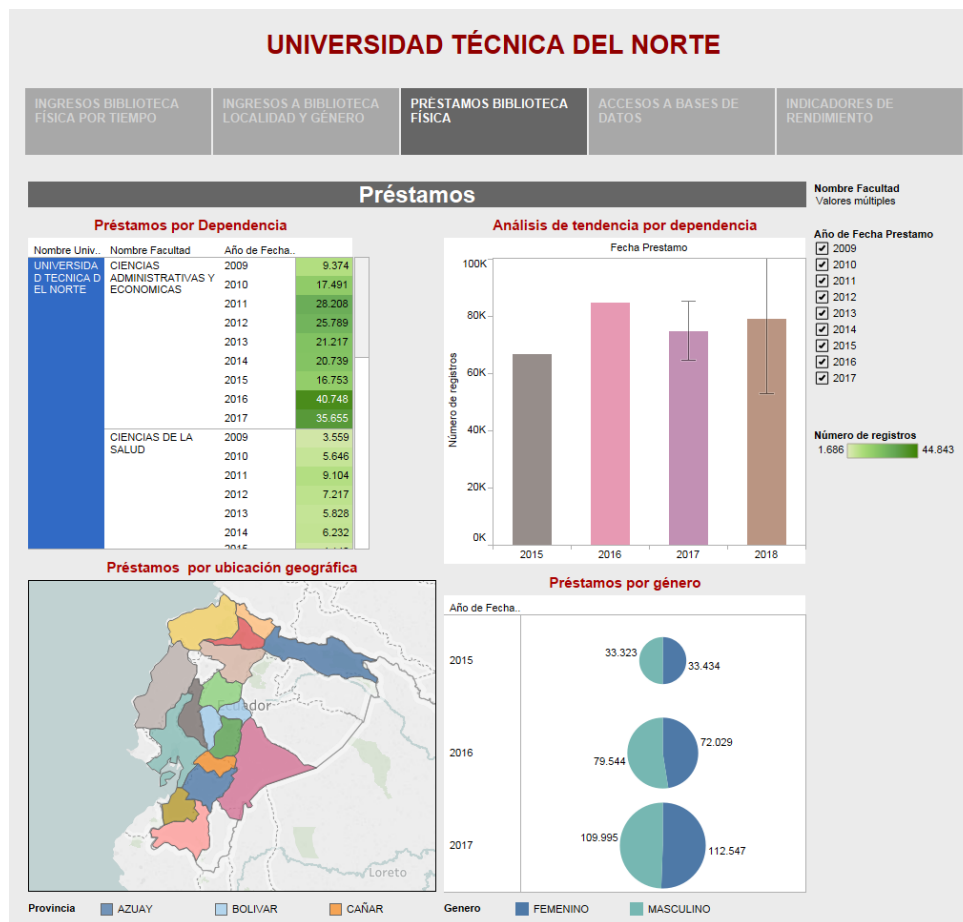 UNIVERSIDAD TÉCNICA DEL NORTE
INGRESOS BIBLIOTECA
FÍSICA POR TIEMPO
INGRESOS A BIBLIOTECA
LOCALIDAD Y GÉNERO
PRÉSTAMOS BIBLIOTECA
FÍSICA
ACCESOS A BASES DE
DATOS
INDICADORES DE
RENDIMIENTO
Préstamos
Préstamos por Dependencia
Nombre Univ.. Nombre Facultad Año de Fecha..
UNIVERSIDA
D TECNICA D
EL NORTE
CIENCIAS
ADMINISTRATIVAS Y
ECONOMICAS
2009 9.374
2010 17.491
2011 28.208
2012 25.789
2013 21.217
2014 20.739
2015 16.753
2016 40.748
2017 35.655
CIENCIAS DE LA
SALUD
2009 3.559
2010 5.646
2011 9.104
2012 7.217
2013 5.828
2014 6.232
Análisis de tendencia por dependencia
Fecha Prestamo
Número de registros
100K
80K
60K
40K
20K
0K
2015 2016 2017 2018
Nombre Facultad
Valores múltiples
Año de Fecha Prestamo
2009
2010
2011
2012
2013
2014
2015
2016
2017
Número de registros
1.686 44.843
Préstamos por ubicación geográfica
Ecuador
Loreto
Provincia AZUAY BOLIVAR CAÑAR
Préstamos por género
Año de Fecha..
2015 33.323 33.434
2016 79.544 72.029
2017 109.995 112.547
Genero FEMENINO MASCULINO